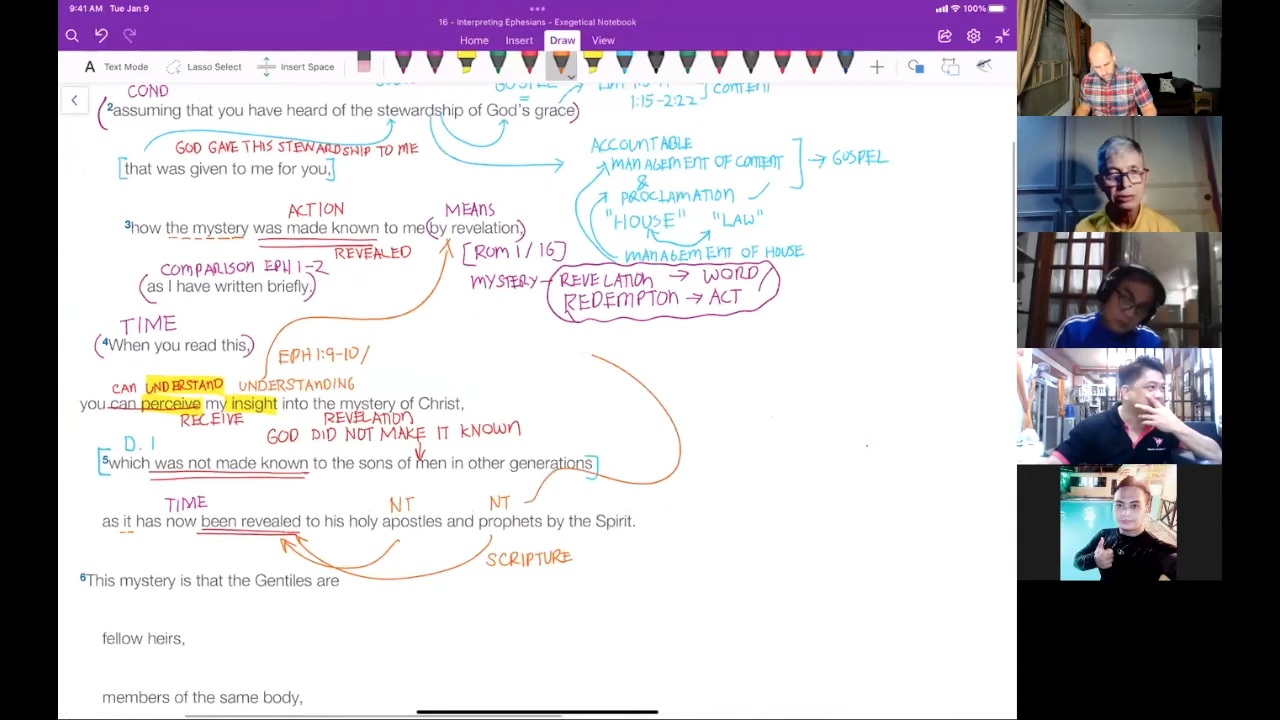 9:41 AM Tue Jan 9
100%
16 - Interpreting Ephesians - Exegetical Notebook
Home Insert Draw View
Text Mode Lasso Select Insert Space
COND
GOSPEL
1:15-2:22
CONTENT
2assuming that you have heard of the stewardship of God's grace)
GOD GAVE THIS STEWARDSHIP TO ME
[that was given to me for you,]
ACCOUNTABLE
MANAGEMENT OF CONTENT
&
PROCLAMATION
→ GOSPEL
"HOUSE" "LAW"
MANAGEMENT OF HOUSE
ACTION MEANS
3how the mystery was made known to me (by revelation,)
REVEALED [ROM 1/16]
COMPARISON EPH 1-2
(as I have written briefly,)
MYSTERY - REVELATION → WORD
REDEMPTION → ACT
TIME
(4When you read this,)
EPH 1:9-10/
CAN UNDERSTAND UNDERSTANDING
you can perceive my insight into the mystery of Christ,
RECEIVE REVELATION
GOD DID NOT MAKE IT KNOWN
D.I
[5which was not made known to the sons of men in other generations]
TIME NT NT
as it has now been revealed to his holy apostles and prophets by the Spirit.
SCRIPTURE
6This mystery is that the Gentiles are
fellow heirs,
members of the same body,